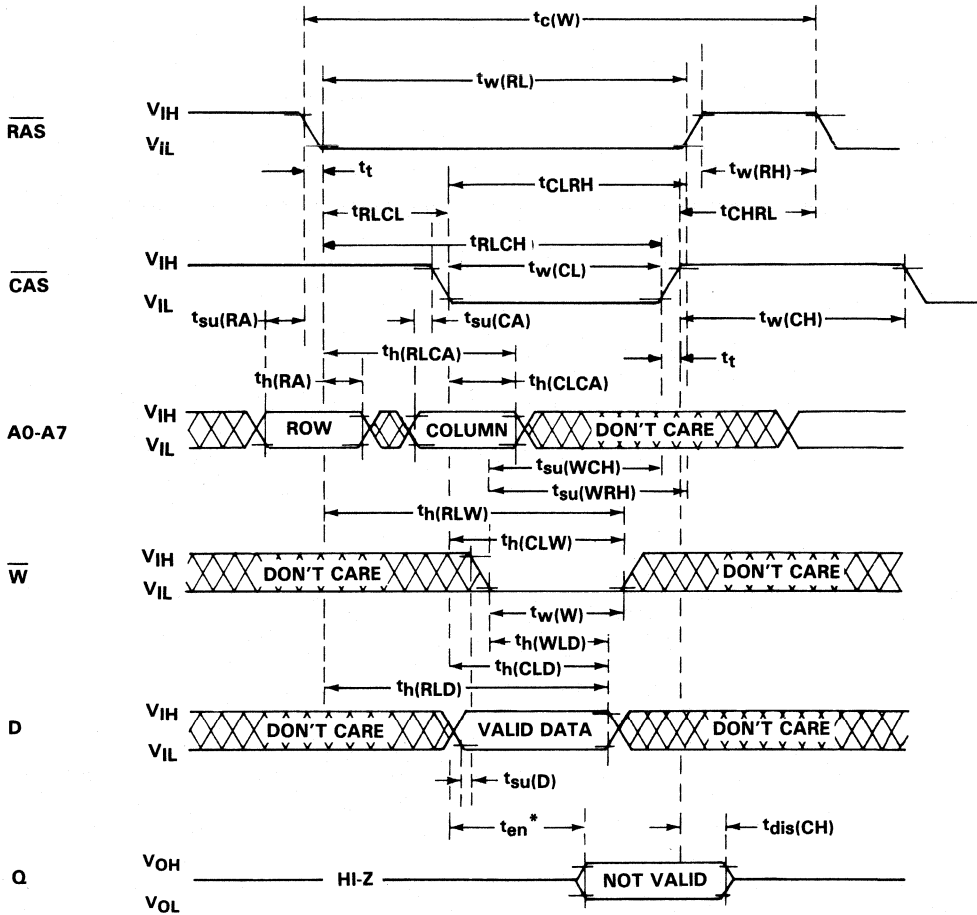 tc(W)
tw(RL)
RAS
VIH
VIL
tt
tw(RH)
tCLRH
tRLCL
tCHRL
tRLCH
CAS
VIH
VIL
tw(CL)
tsu(RA)
tsu(CA)
tw(CH)
th(RLCA)
tt
th(RA)
th(CLCA)
A0-A7
VIH
VIL
ROW
COLUMN
DON'T CARE
tsu(WCH)
tsu(WRH)
th(RLW)
th(CLW)
W
VIH
VIL
DON'T CARE
DON'T CARE
tw(W)
th(WLD)
th(CLD)
th(RLD)
D
VIH
VIL
DON'T CARE
VALID DATA
DON'T CARE
tsu(D)
ten*
tdis(CH)
Q
VOH
VOL
HI-Z
NOT VALID